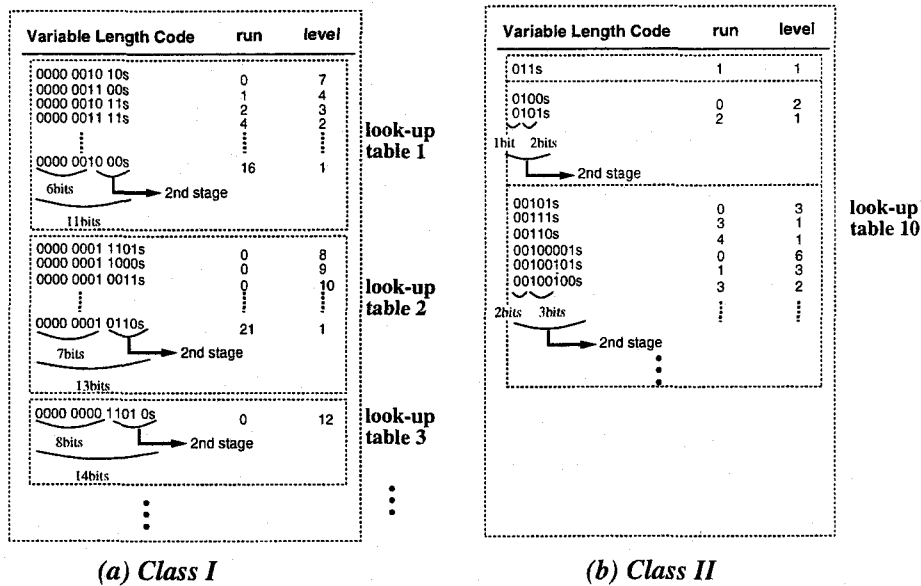 Variable Length Code run level
0000 0010 10s 0 7
0000 0011 00s 1 4
0000 0010 11s 2 3
0000 0011 11s 4 2
0000 0010 00s 16 1
6bits
2nd stage
11bits
look-up
table 1
0000 0001 1101s 0 8
0000 0001 1000s 0 9
0000 0001 0011s 0 10
0000 0001 0110s 21 1
7bits
2nd stage
13bits
look-up
table 2
0000 0000 1101 0s 0 12
8bits
2nd stage
14bits
look-up
table 3
(a) Class I
Variable Length Code run level
011s 1 1
0100s 0 2
0101s 2 1
1bit 2bits
2nd stage
00101s 0 3
00111s 3 1
00110s 4 1
00100001s 0 6
00100101s 1 3
00100100s 3 2
2bits 3bits
2nd stage
look-up
table 10
(b) Class II